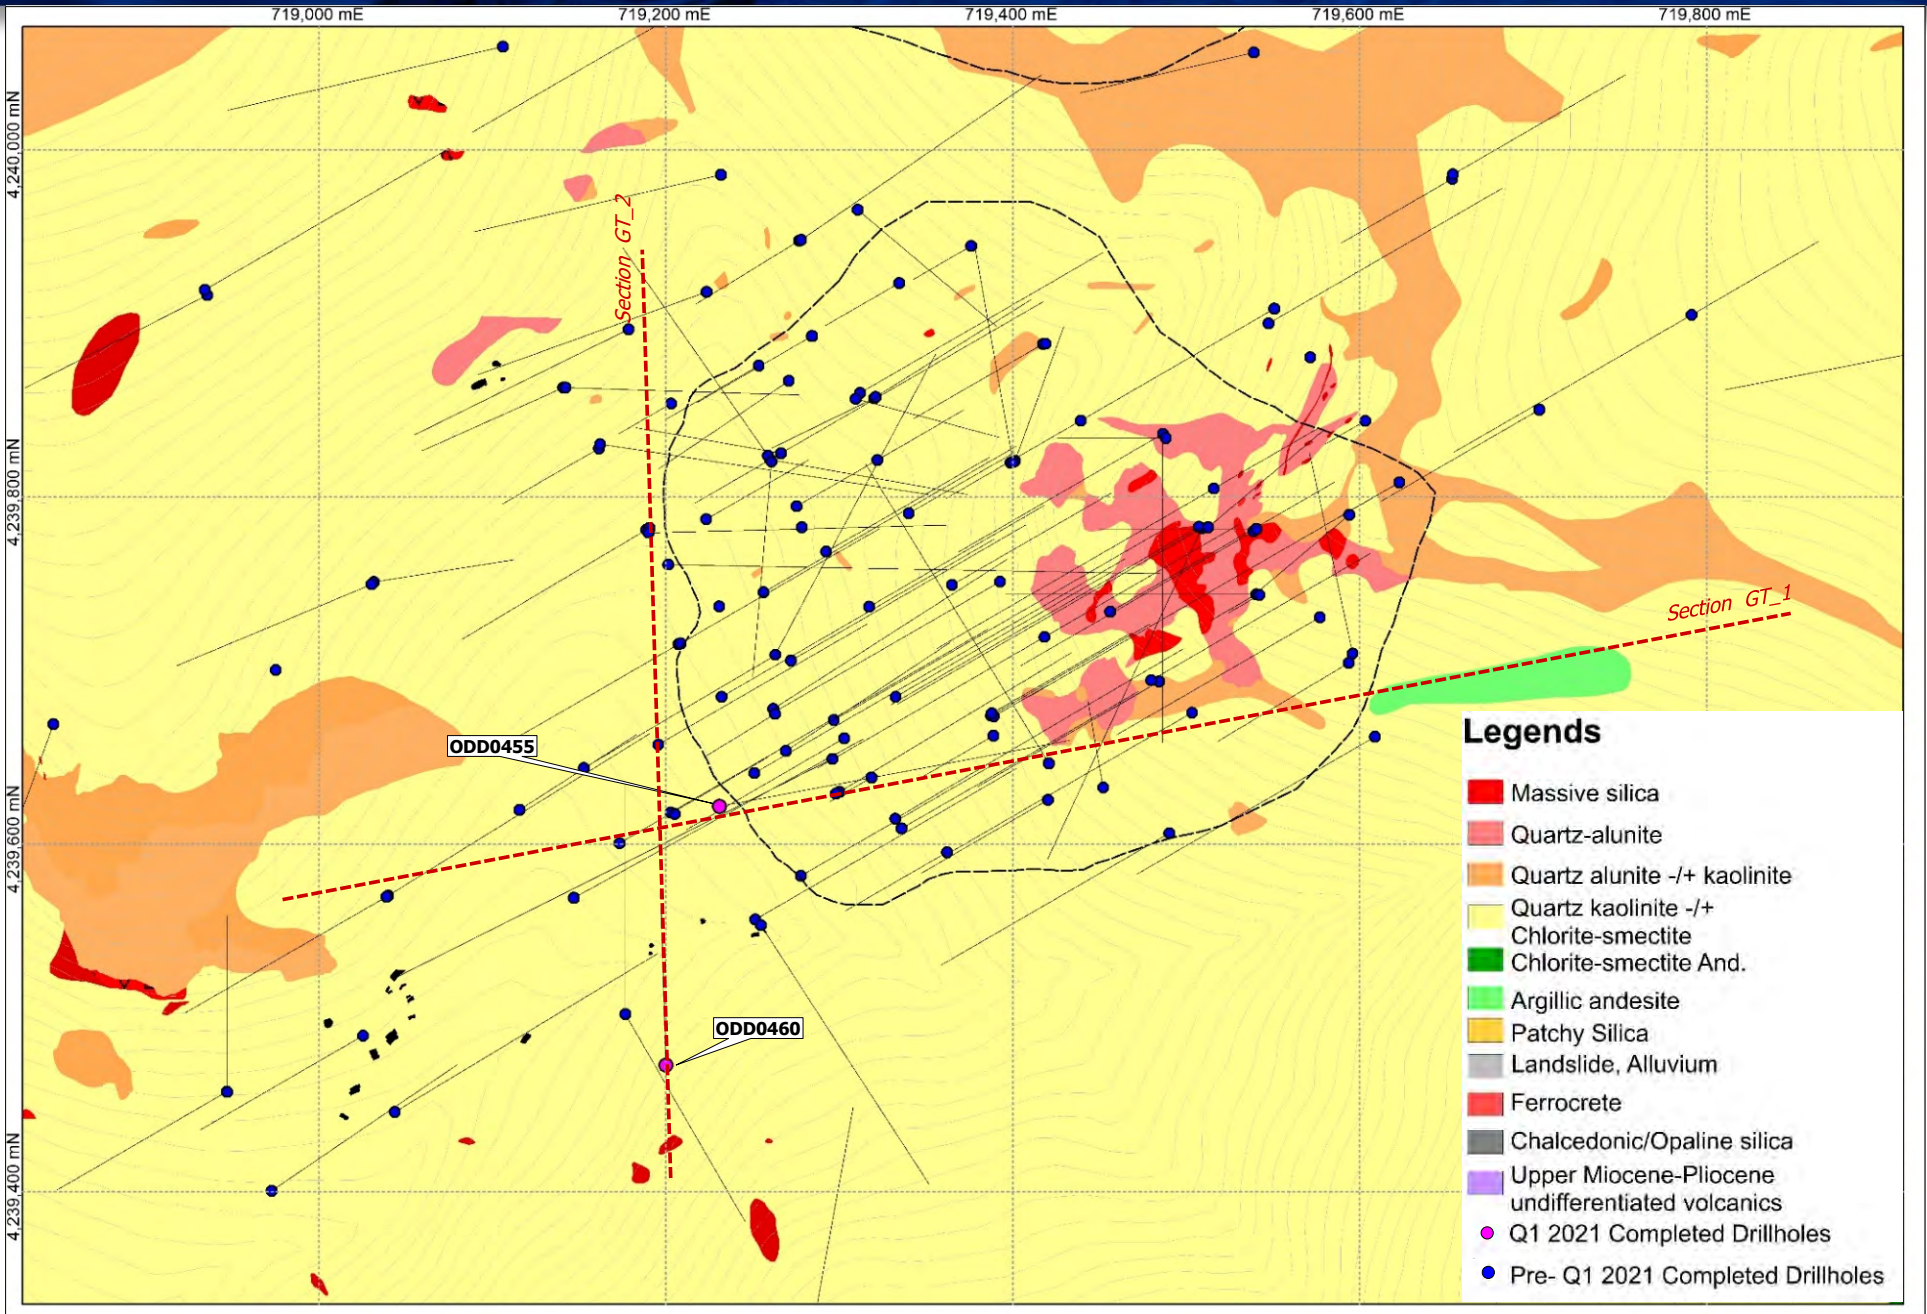 719,000 mE
719,200 mE
719,400 mE
719,600 mE
719,800 mE
4,240,000 mN
4,239,800 mN
4,239,600 mN
4,239,400 mN
Section GT_2
Section GT_1
ODD0455
ODD0460
Legends
Massive silica
Quartz-alunite
Quartz alunite -/+ kaolinite
Quartz kaolinite -/+
Chlorite-smectite
Chlorite-smectite And.
Argillic andesite
Patchy Silica
Landslide, Alluvium
Ferrocrete
Chalcedonic/Opaline silica
Upper Miocene-Pliocene
undifferentiated volcanics
Q1 2021 Completed Drillholes
Pre- Q1 2021 Completed Drillholes